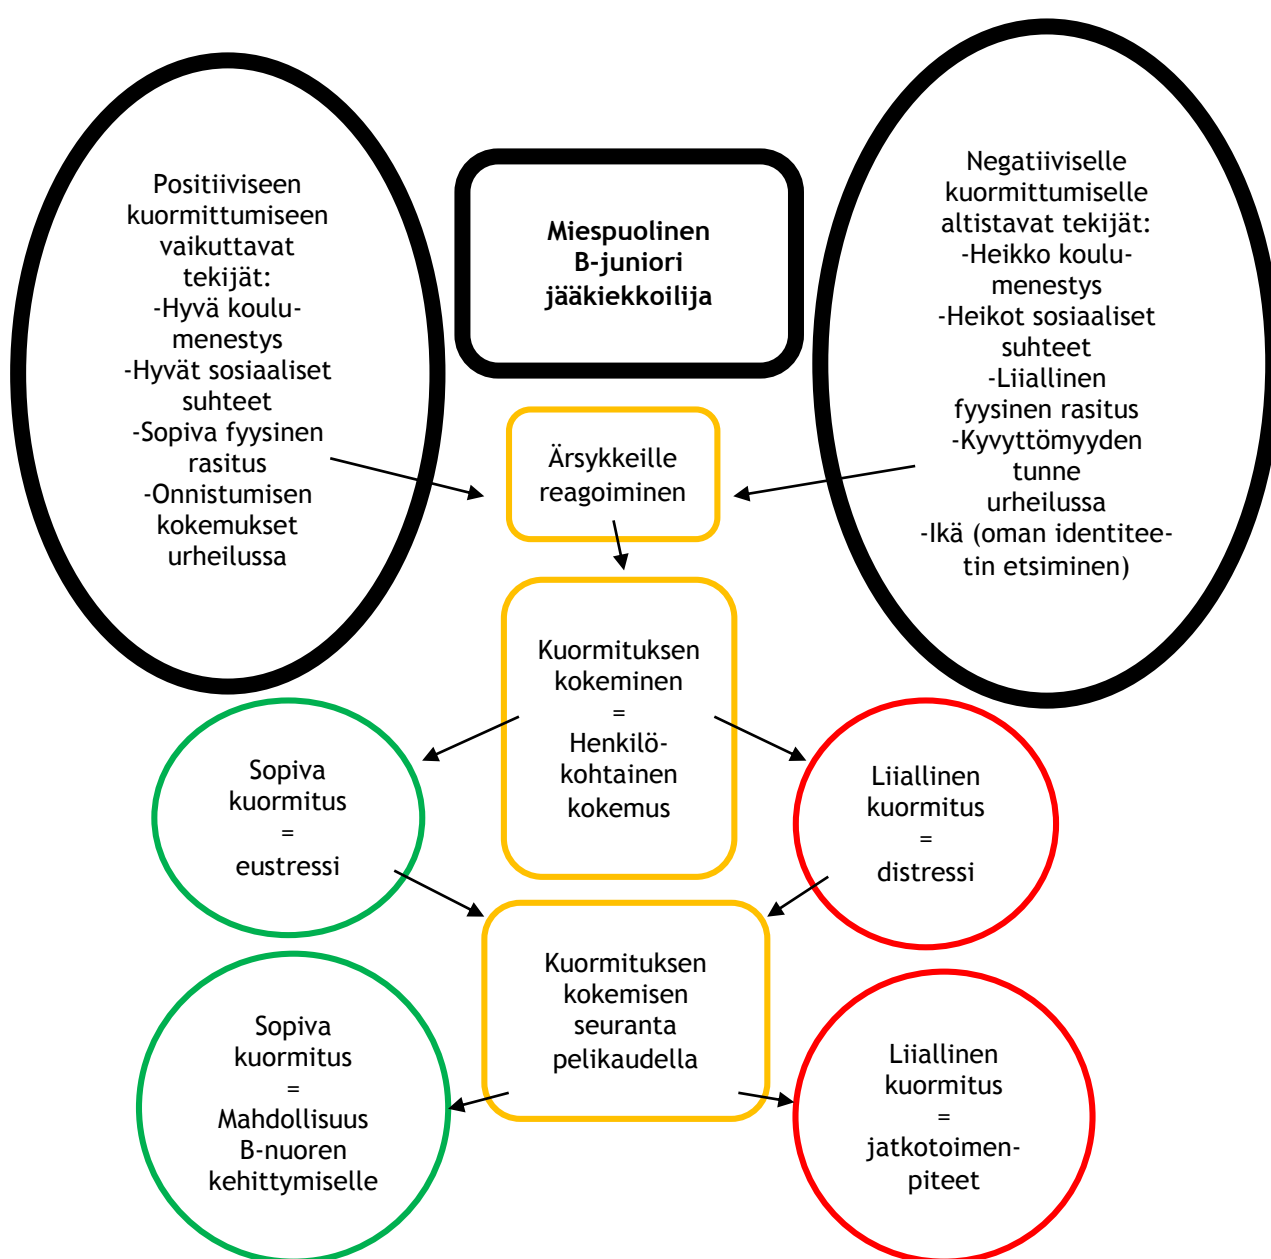 Positiiviseen
kuormittumiseen
vaikuttavat
tekijät:
-Hyvä koulu-
menestys
-Hyvät sosiaaliset
suhteet
-Sopiva fyysinen
rasitus
-Onnistumisen
kokemukset
urheilussa
Miespuolinen
B-juniori
jääkiekkoilija
Negatiiviselle
kuormittumiselle
altistavat tekijät:
-Heikko koulu-
menestys
-Heikot sosiaaliset
suhteet
-Liiallinen
fyysinen rasitus
-Kyvyttömyyden
tunne
urheilussa
-Ikä (oman identitee-
tin etsiminen)
Ärsykkeille
reagoiminen
Kuormituksen
kokeminen
=
Henkilö-
kohtainen
kokemus
Sopiva
kuormitus
=
eustressi
Liiallinen
kuormitus
=
distressi
Kuormituksen
kokemisen
seuranta
pelikaudella
Sopiva
kuormitus
=
Mahdollisuus
B-nuoren
kehittymiselle
Liiallinen
kuormitus
=
jatkotoimen-
piteet